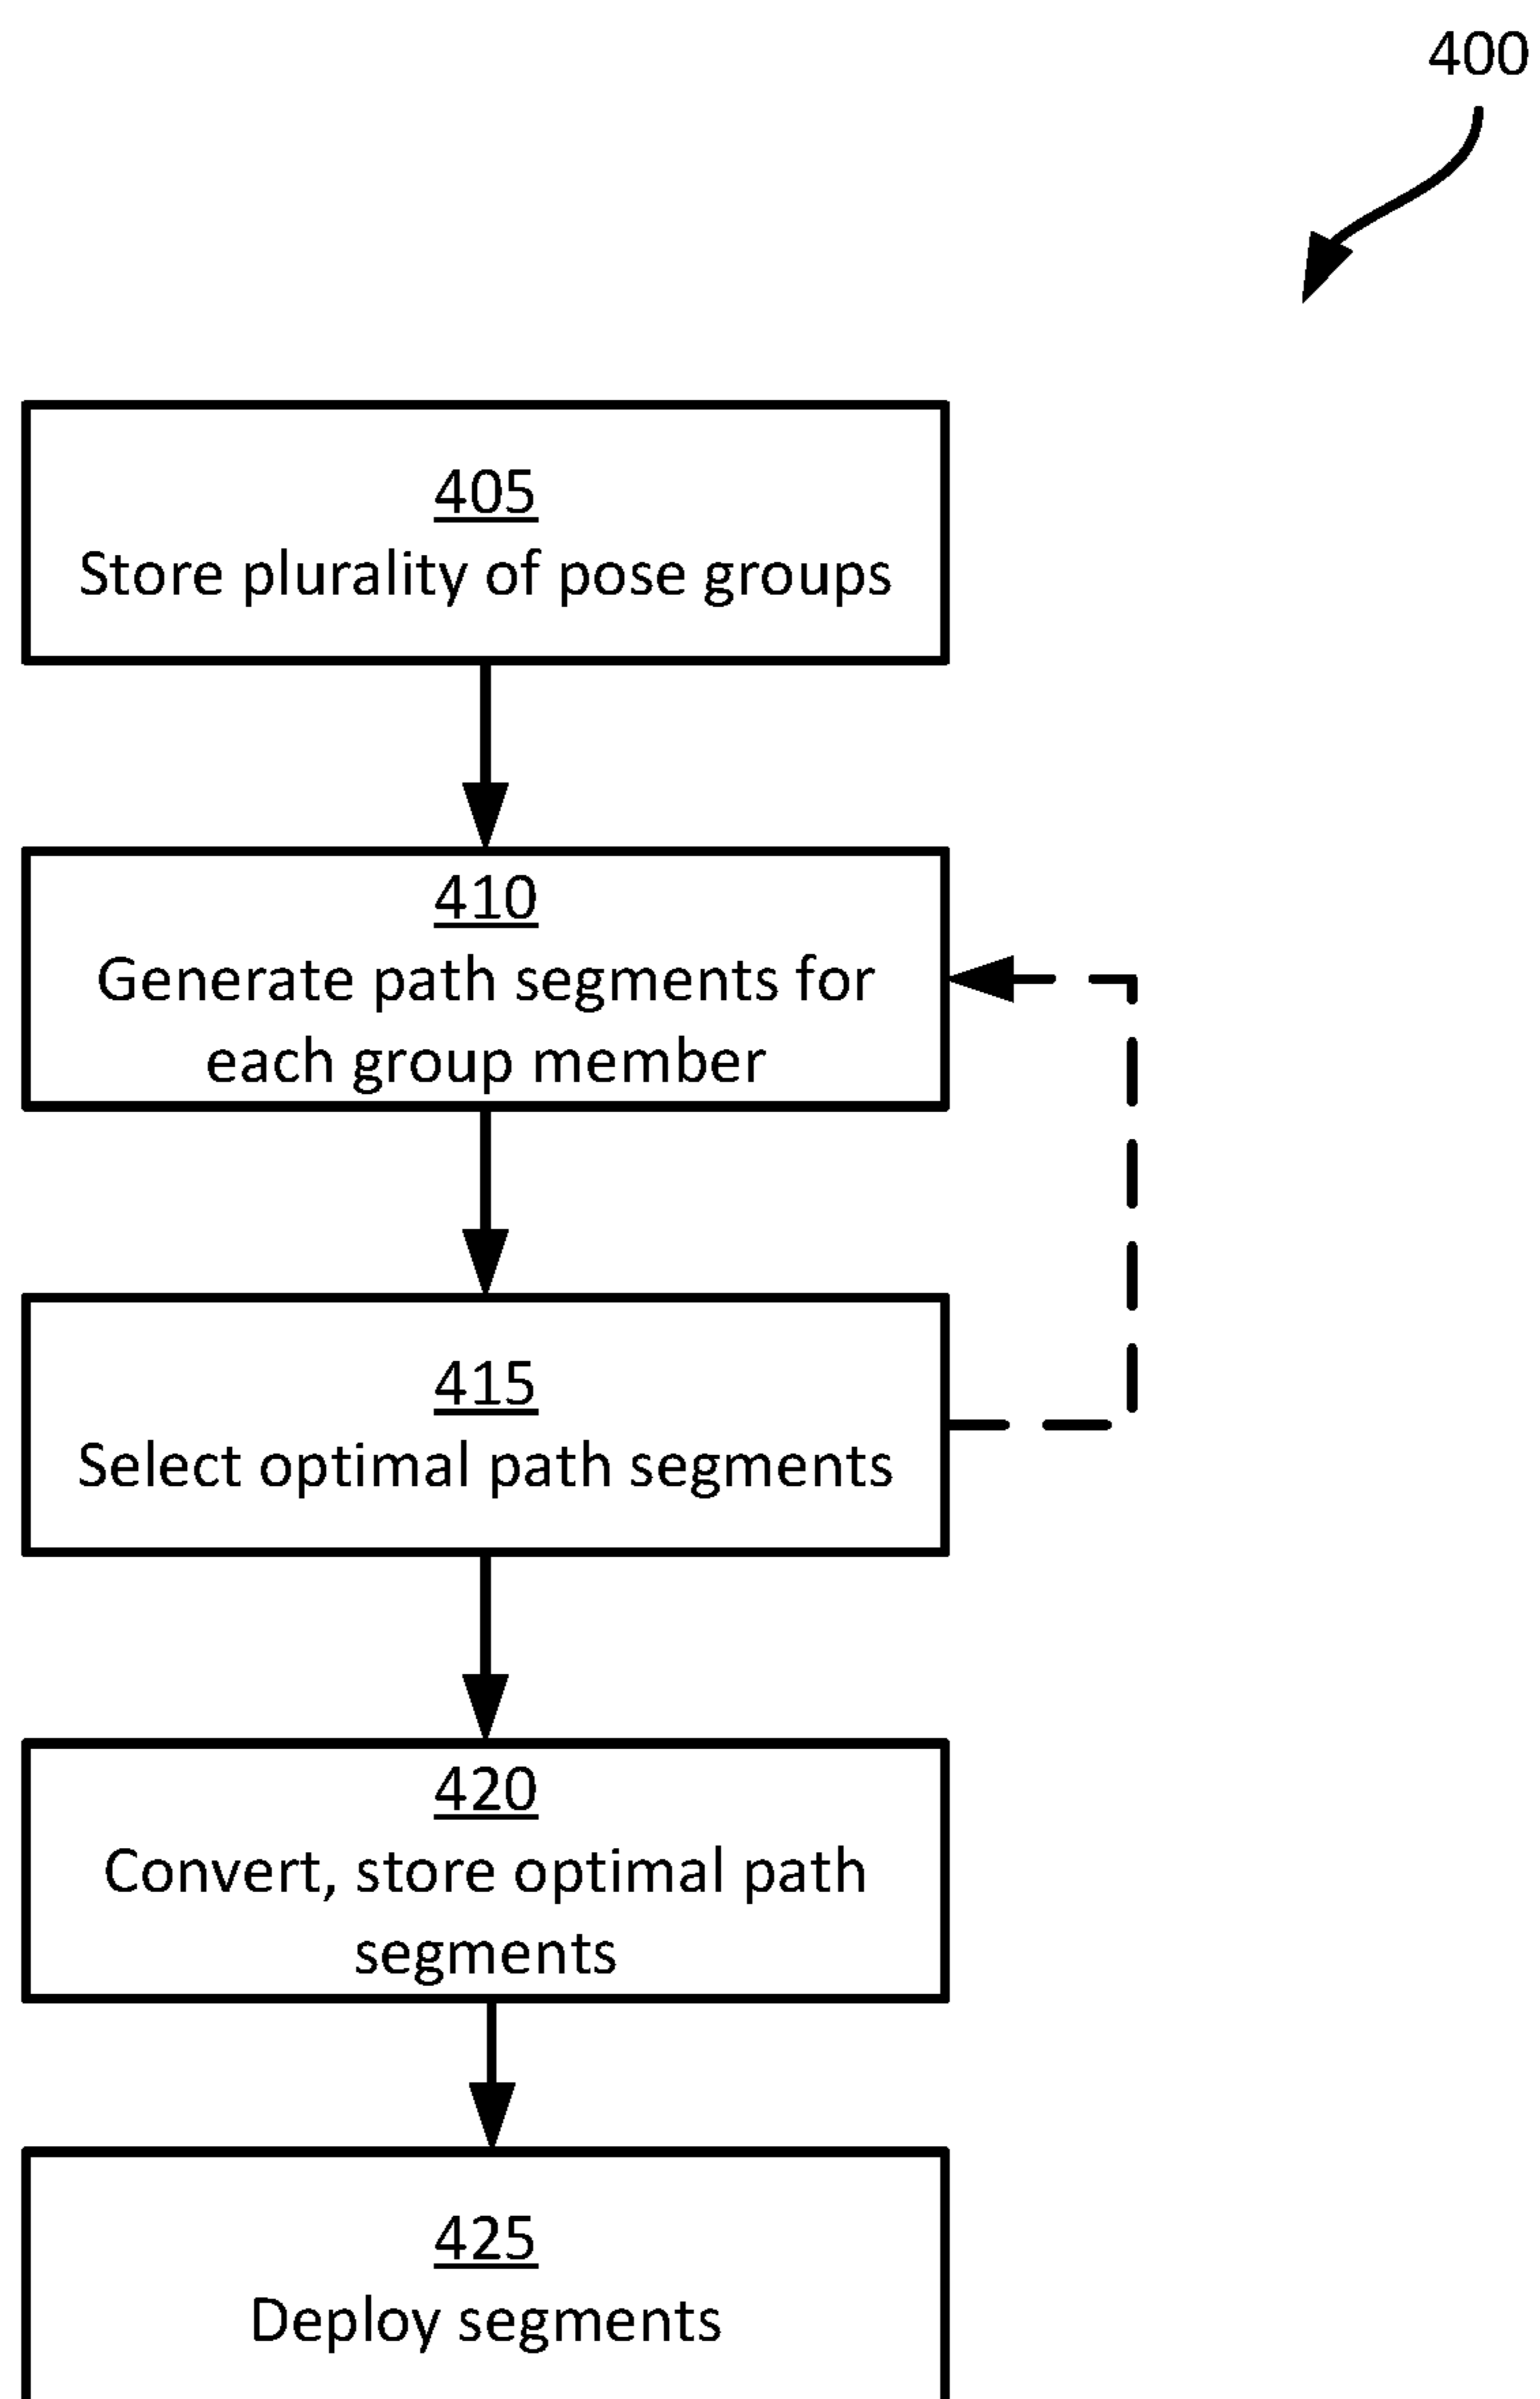 400
405
Store plurality of pose groups
410
Generate path segments for
each group member
415
Select optimal path segments
420
Convert, store optimal path
segments
425
Deploy segments